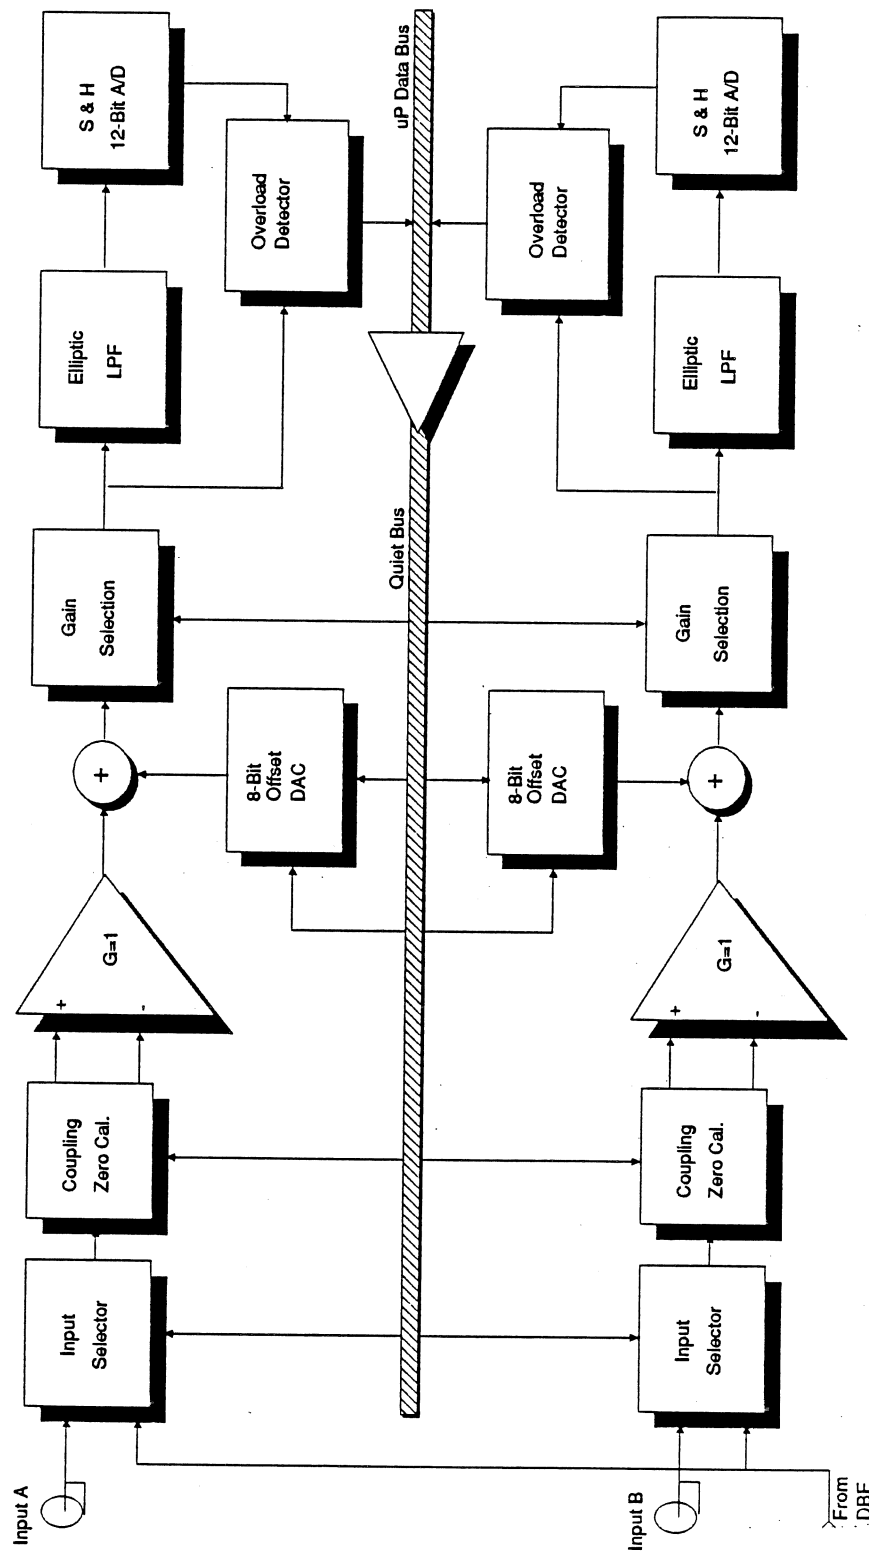 Input A
Input
Selector
Coupling
Zero Cal.
+
-
G=1
+
Gain
Selection
Elliptic
LPF
S & H
12-Bit A/D
8-Bit
Offset
DAC
Overload
Detector
Quiet Bus
uP Data Bus
8-Bit
Offset
DAC
Overload
Detector
Input B
Input
Selector
Coupling
Zero Cal.
+
-
G=1
+
Gain
Selection
Elliptic
LPF
S & H
12-Bit A/D
From